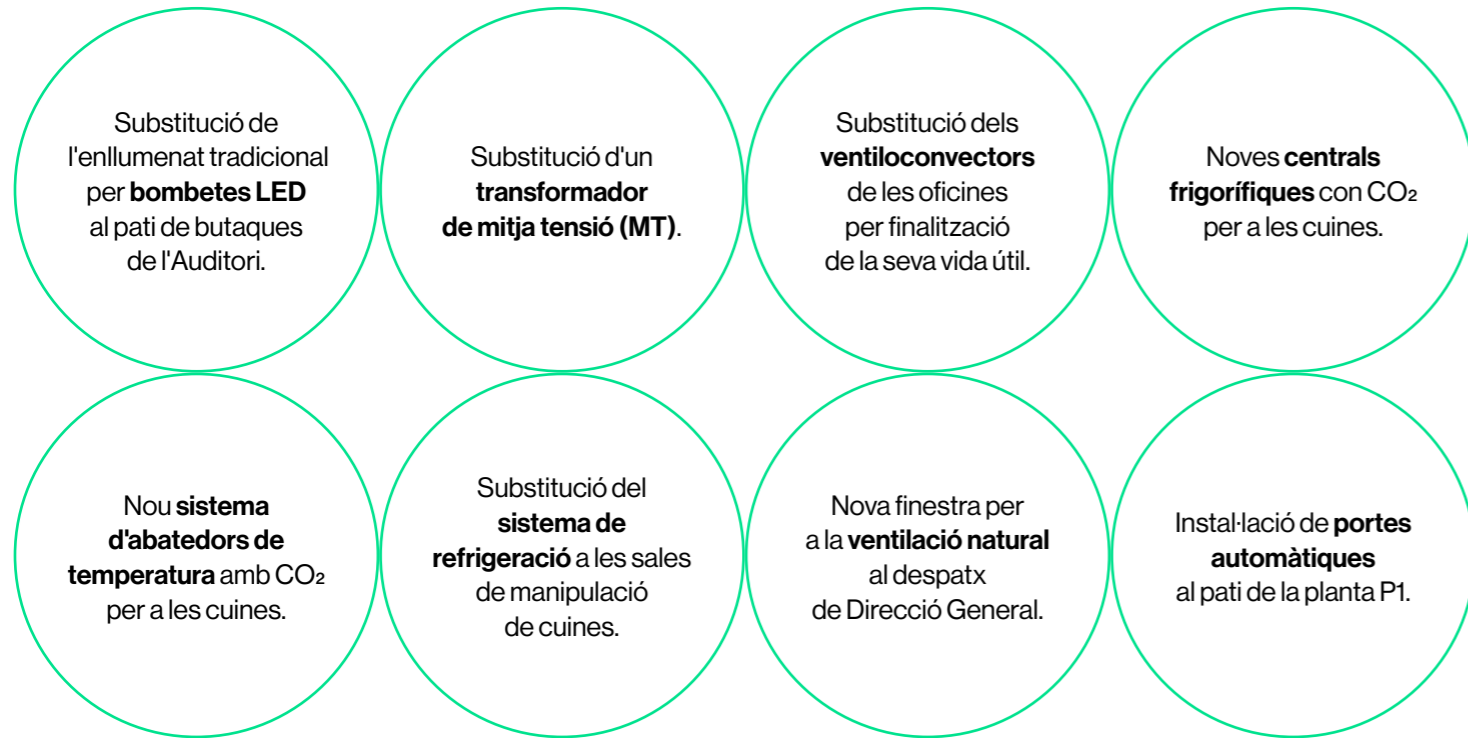 Substitució de
l'enllumenat tradicional
per bombetes LED
al pati de butaques
de l'Auditori.
Substitució d'un
transformador
de mitja tensió (MT).
Substitució dels
ventiloconvectors
de les oficines
per finalització
de la seva vida útil.
Noves centrals
frigorífiques con CO₂
per a les cuines.
Nou sistema
d'abatedors de
temperatura amb CO₂
per a les cuines.
Substitució del
sistema de
refrigeració a les sales
de manipulació
de cuines.
Nova finestra per
a la ventilació natural
al despatx
de Direcció General.
Instal·lació de portes
automàtiques
al pati de la planta P1.